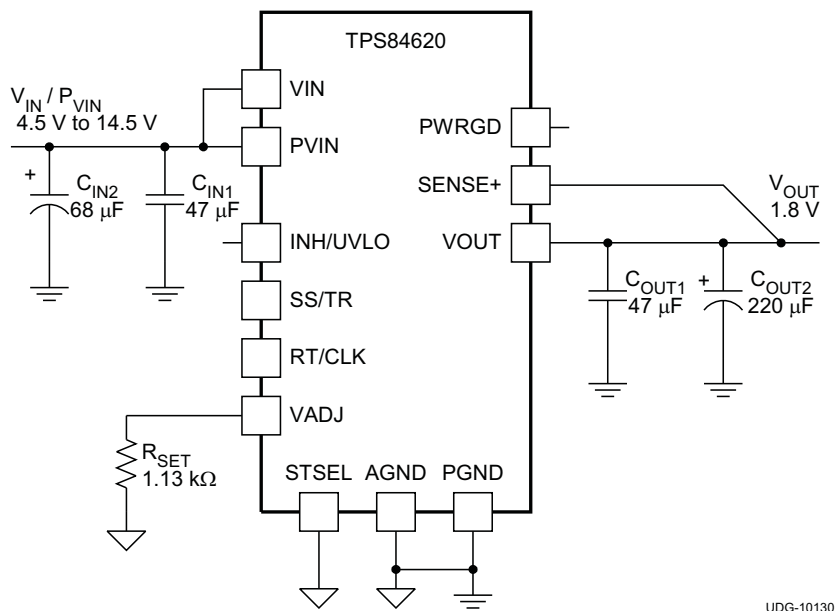 TPS84620
VIN
V_IN / P_VIN
4.5 V to 14.5 V
PWRGD
PVIN
+
C_IN2
68 μF
C_IN1
47 μF
SENSE+
V_OUT
1.8 V
INH/UVLO
VOUT
SS/TR
C_OUT1
47 μF
+
C_OUT2
220 μF
RT/CLK
VADJ
R_SET
1.13 kΩ
STSEL AGND PGND
UDG-10130